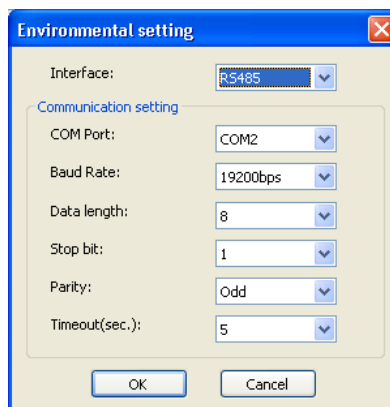 Environmental setting
Interface: RS485
Communication setting
COM Port: COM2
Baud Rate: 19200bps
Data length: 8
Stop bit: 1
Parity: Odd
Timeout(sec.): 5
OK Cancel